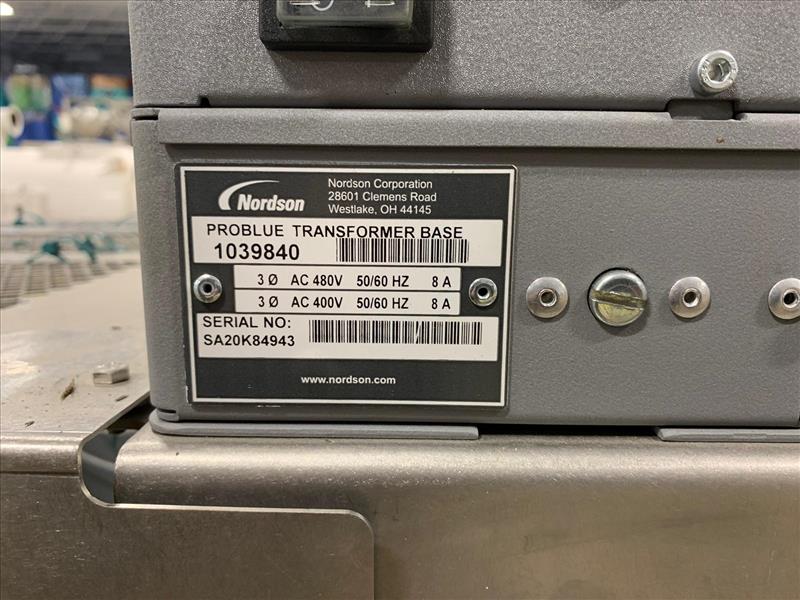 Nordson
Nordson Corporation
28601 Clemens Road
Westlake, OH 44145
PROBLUE TRANSFORMER BASE
1039840
3 Ø AC 480V 50/60 HZ 8 A
3 Ø AC 400V 50/60 HZ 8 A
SERIAL NO:
SA20K84943
www.nordson.com